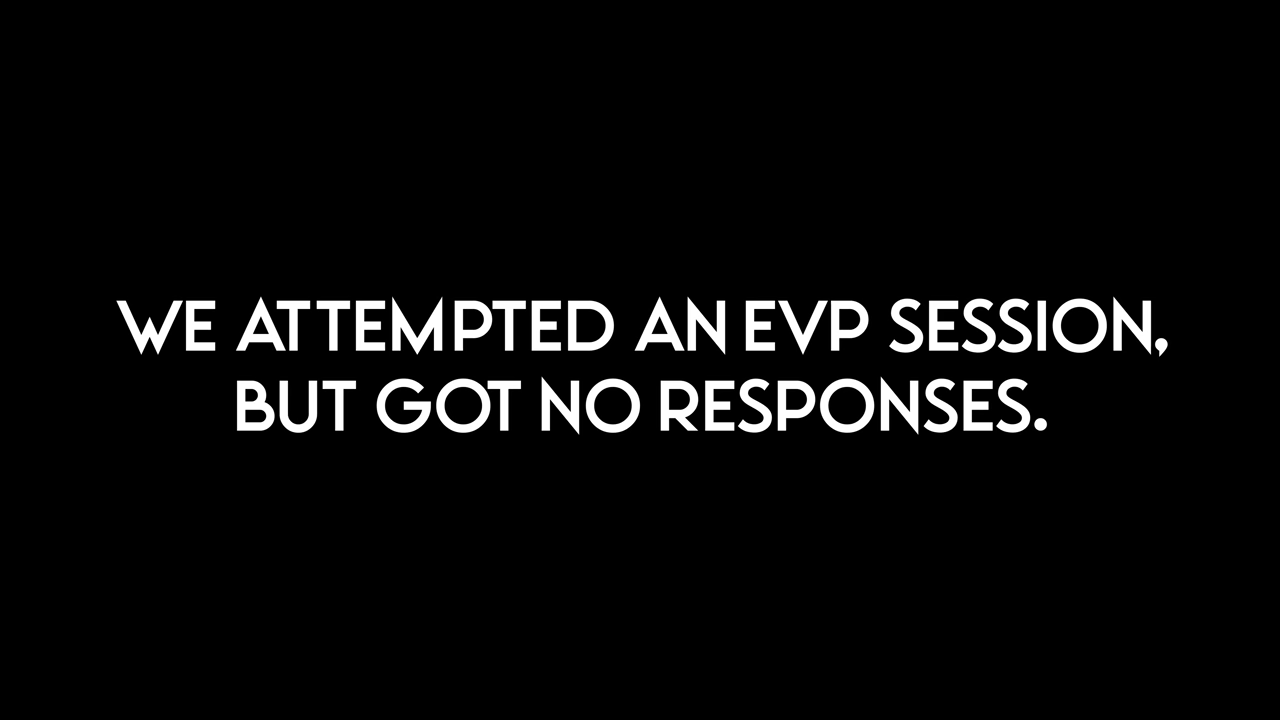 WE ATTEMPTED AN EVP SESSION,
BUT GOT NO RESPONSES.